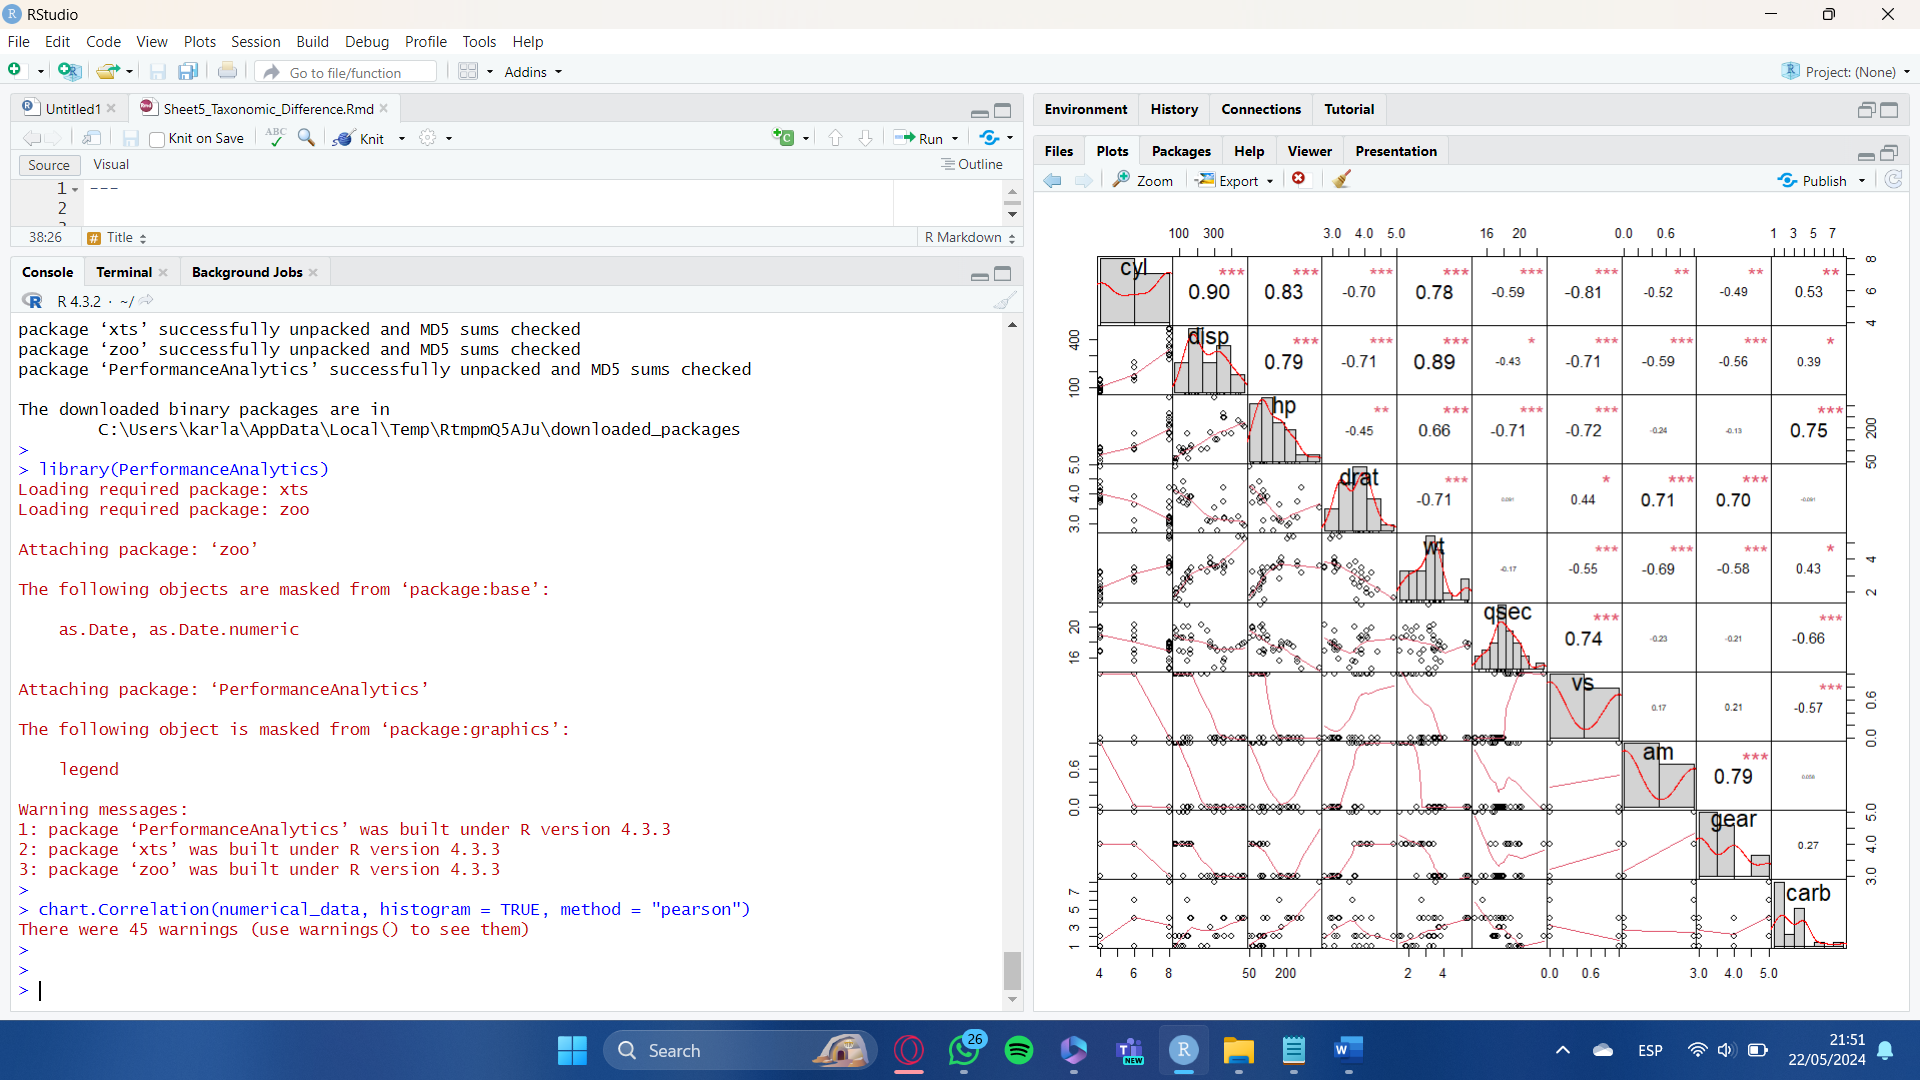 RStudio
File Edit Code View Plots Session Build Debug Profile Tools Help
Go to file/function Addins Project: (None)
Untitled1 Sheet5_Taxonomic_Difference.Rmd
Knit on Save ABC Knit Run
Source Visual Outline
1 ---
2
38:26 # Title R Markdown
Console Terminal Background Jobs
R 4.3.2 · ~/
package ‘xts’ successfully unpacked and MD5 sums checked
package ‘zoo’ successfully unpacked and MD5 sums checked
package ‘PerformanceAnalytics’ successfully unpacked and MD5 sums checked
The downloaded binary packages are in
C:\Users\karla\AppData\Local\Temp\RtmpmQ5AJu\downloaded_packages
>
> library(PerformanceAnalytics)
Loading required package: xts
Loading required package: zoo
Attaching package: ‘zoo’
The following objects are masked from ‘package:base’:
as.Date, as.Date.numeric
Attaching package: ‘PerformanceAnalytics’
The following object is masked from ‘package:graphics’:
legend
Warning messages:
1: package ‘PerformanceAnalytics’ was built under R version 4.3.3
2: package ‘xts’ was built under R version 4.3.3
3: package ‘zoo’ was built under R version 4.3.3
>
> chart.Correlation(numerical_data, histogram = TRUE, method = "pearson")
There were 45 warnings (use warnings() to see them)
>
>
>
Environment History Connections Tutorial
Files Plots Packages Help Viewer Presentation
Zoom Export Publish
100 300 3.0 4.0 5.0 16 20 0.0 0.6 1 3 5 7
cyl *** *** *** *** *** *** ** ** **
0.90 0.83 -0.70 0.78 -0.59 -0.81 -0.52 -0.49 0.53
4 6 8
400 100
disp *** *** *** * *** *** *** *
0.79 -0.71 0.89 -0.43 -0.71 -0.59 -0.56 0.39
hp ** *** *** *** ***
-0.45 0.66 -0.71 -0.72 -0.24 -0.13 0.75
50 200
3.0 4.0 5.0
drat *** * *** ***
-0.71 0.44 0.71 0.70
wt *** *** *** *
-0.17 -0.55 -0.69 -0.58 0.43
2 4
16 20
qsec *** ***
0.74 -0.23 -0.21 -0.66
vs ***
0.17 0.21 -0.57
0.0 0.6
0.0 0.6
am ***
0.79
gear
0.27
3.0 4.0 5.0
1 3 5 7
carb
4 6 8 50 200 2 4 0.0 0.6 3.0 4.0 5.0
Search 26 NEW ESP 21:51
22/05/2024